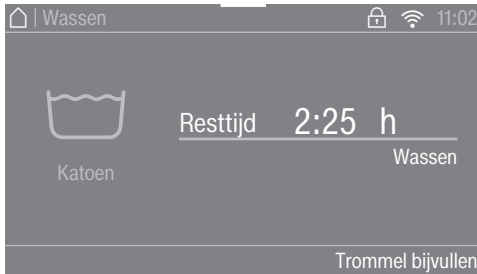 | Wassen 11:02
Resttijd 2:25 h
Wassen
Katoen
Trommel bijvullen